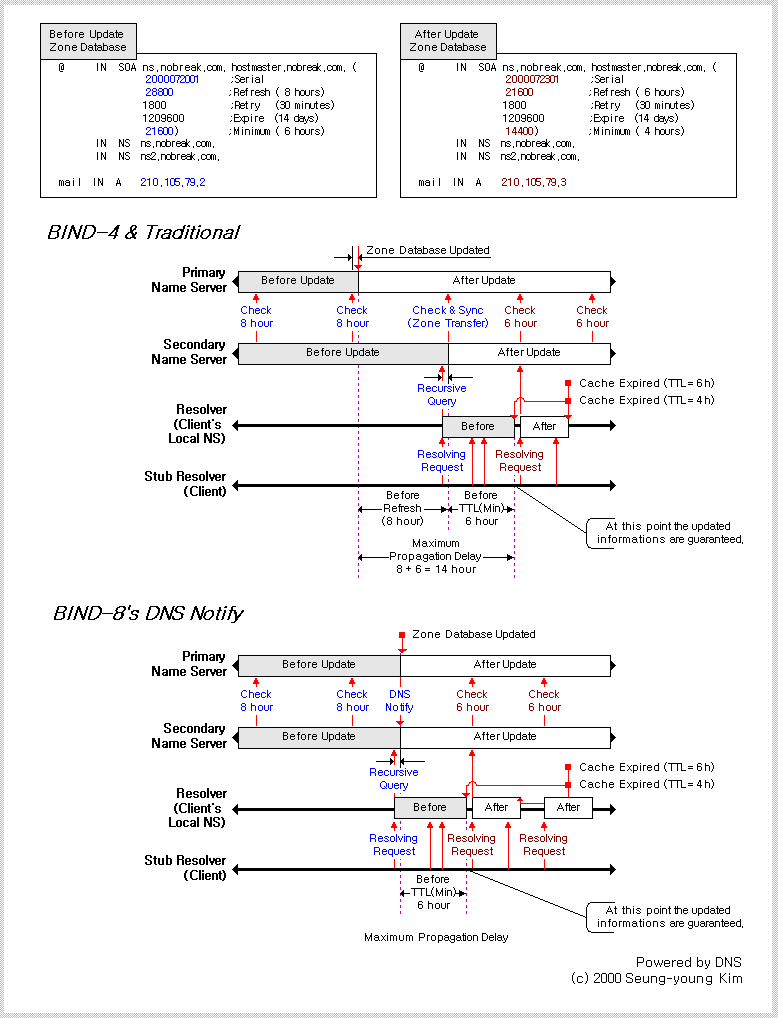 Before Update
Zone Database
@ IN SOA ns.nobreak.com. hostmaster.nobreak.com. (
2000072001 ;Serial
28800 ;Refresh ( 8 hours)
1800 ;Retry (30 minutes)
1209600 ;Expire (14 days)
21600) ;Minimum ( 6 hours)
IN NS ns.nobreak.com.
IN NS ns2.nobreak.com.
mail IN A 210.105.79.2
After Update
Zone Database
@ IN SOA ns.nobreak.com. hostmaster.nobreak.com. (
2000072301 ;Serial
21600 ;Refresh ( 6 hours)
1800 ;Retry (30 minutes)
1209600 ;Expire (14 days)
14400) ;Minimum ( 4 hours)
IN NS ns.nobreak.com.
IN NS ns2.nobreak.com.
mail IN A 210.105.79.3
BIND-4 & Traditional
Zone Database Updated
Primary
Name Server
Before Update
After Update
Check
8 hour
Check
8 hour
Check & Sync
(Zone Transfer)
Check
6 hour
Check
6 hour
Secondary
Name Server
Before Update
After Update
Recursive
Query
Cache Expired (TTL=6h)
Cache Expired (TTL=4h)
Resolver
(Client's
Local NS)
Before
After
Resolving
Request
Resolving
Request
Stub Resolver
(Client)
Before
Refresh
(8 hour)
Before
TTL(Min)
6 hour
At this point the updated
informations are guaranteed.
Maximum
Propagation Delay
8 + 6 = 14 hour
BIND-8's DNS Notify
Zone Database Updated
Primary
Name Server
Before Update
After Update
Check
8 hour
Check
8 hour
DNS
Notify
Check
6 hour
Check
6 hour
Secondary
Name Server
Before Update
After Update
Recursive
Query
Cache Expired (TTL=6h)
Cache Expired (TTL=4h)
Resolver
(Client's
Local NS)
Before
After
After
Resolving
Request
Resolving
Request
Resolving
Request
Stub Resolver
(Client)
Before
TTL(Min)
6 hour
At this point the updated
informations are guaranteed.
Maximum Propagation Delay
Powered by DNS
(c) 2000 Seung-young Kim